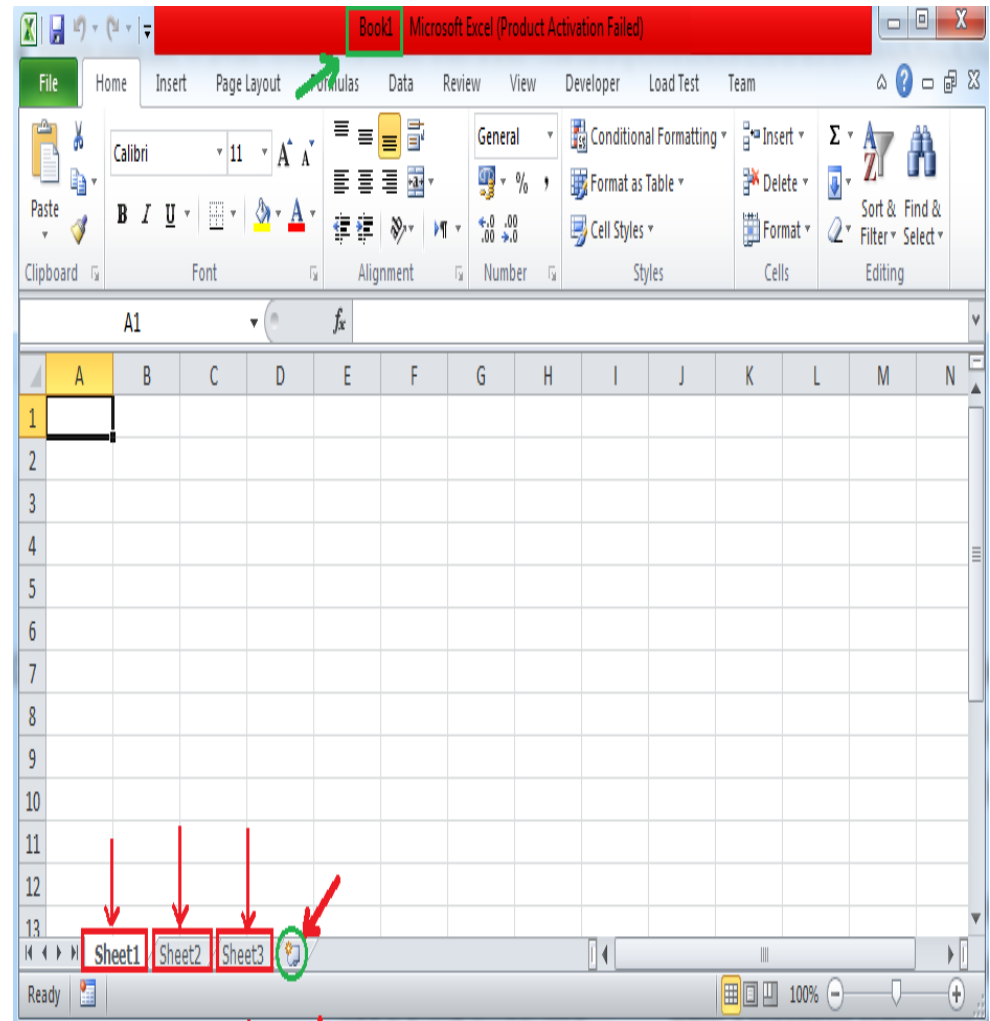 Book1 Microsoft Excel (Product Activation Failed)
File Home Insert Page Layout Formulas Data Review View Developer Load Test Team
Calibri 11 General Conditional Formatting Insert Σ
B I U % , Format as Table Delete
Paste Cell Styles Format Sort & Filter Find & Select
Clipboard Font Alignment Number Styles Cells Editing
A1 fx
A B C D E F G H I J K L M N
1
2
3
4
5
6
7
8
9
10
11
12
13
Sheet1 Sheet2 Sheet3
Ready 100%